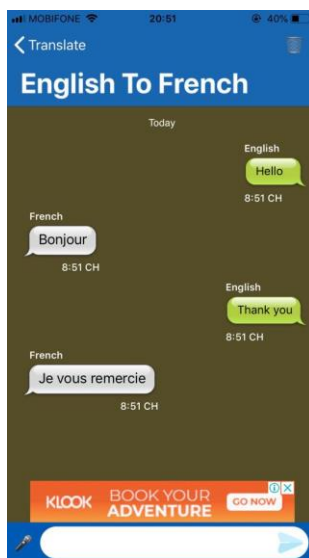 MOBIFONE 20:51 40%
Translate
English To French
Today
English
Hello
8:51 CH
French
Bonjour
8:51 CH
English
Thank you
8:51 CH
French
Je vous remercie
8:51 CH
KLOOK BOOK YOUR ADVENTURE GO NOW